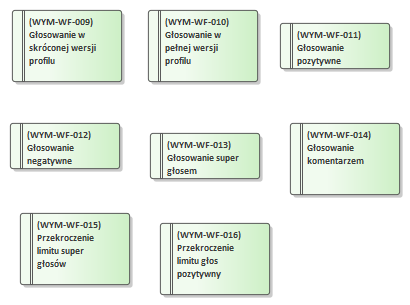 (WYM-WF-009)
Głosowanie w
skróconej wersji
profilu
(WYM-WF-010)
Głosowanie w
pełnej wersji
profilu
(WYM-WF-011)
Głosowanie
pozytywne
(WYM-WF-012)
Głosowanie
negatywne
(WYM-WF-013)
Głosowanie super
głosem
(WYM-WF-014)
Głosowanie
komentarzem
(WYM-WF-015)
Przekroczenie
limitu super
głosów
(WYM-WF-016)
Przekroczenie
limitu głos
pozytywny